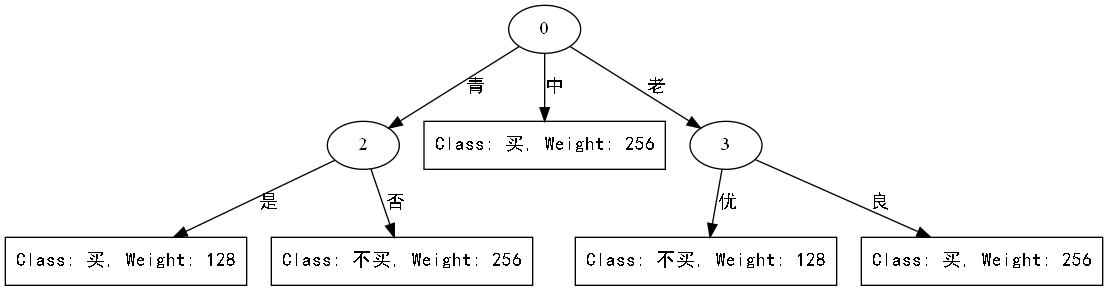 0
青
中
老
2
Class: 买, Weight: 256
3
是
否
优
良
Class: 买, Weight: 128
Class: 不买, Weight: 256
Class: 不买, Weight: 128
Class: 买, Weight: 256